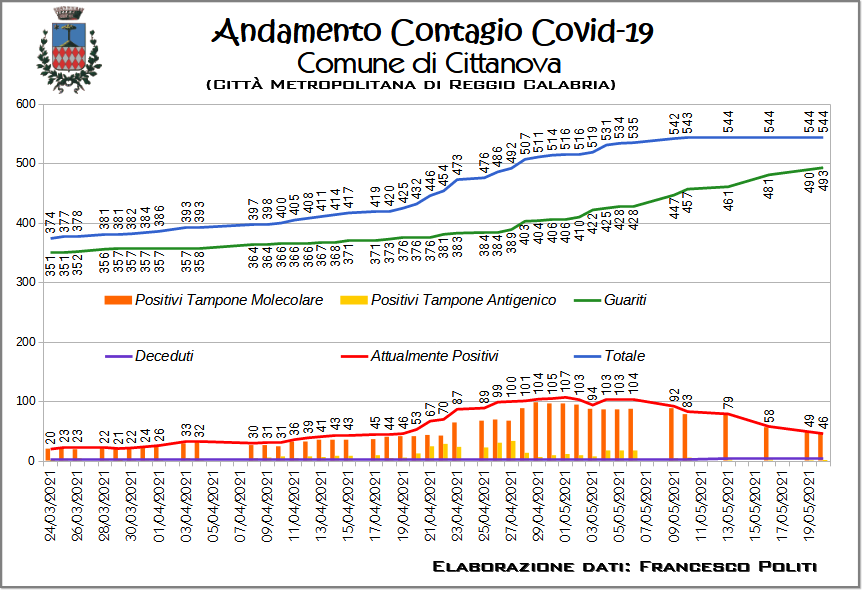 Andamento Contagio Covid-19
Comune di Cittanova
(Città Metropolitana di Reggio Calabria)
600
500
400
300
200
100
0
374 377 378 381 381 382 384 386 393 393 397 398 400 405 408 411 414 417 419 420 425 432 446 454 473 476 486 492 507 511 514 516 516 519 531 534 535 542 543 544 544 544 544
351 351 352 356 357 357 357 357 357 358 364 364 366 366 366 367 368 371 371 373 376 376 376 381 383 384 384 389 403 404 406 406 410 422 425 428 428 447 457 461 481 490 493
Positivi Tampone Molecolare Positivi Tampone Antigenico Guariti
Deceduti Attualmente Positivi Totale
20 23 23 22 21 22 24 26 33 32 30 31 31 36 39 41 43 43 45 44 46 53 67 70 87 89 99 100 101 104 105 107 103 94 103 103 104 92 83 79 58 49 46
24/03/2021 26/03/2021 28/03/2021 30/03/2021 01/04/2021 03/04/2021 05/04/2021 07/04/2021 09/04/2021 11/04/2021 13/04/2021 15/04/2021 17/04/2021 19/04/2021 21/04/2021 23/04/2021 25/04/2021 27/04/2021 29/04/2021 01/05/2021 03/05/2021 05/05/2021 07/05/2021 09/05/2021 11/05/2021 13/05/2021 15/05/2021 17/05/2021 19/05/2021
Elaborazione dati: Francesco Politi